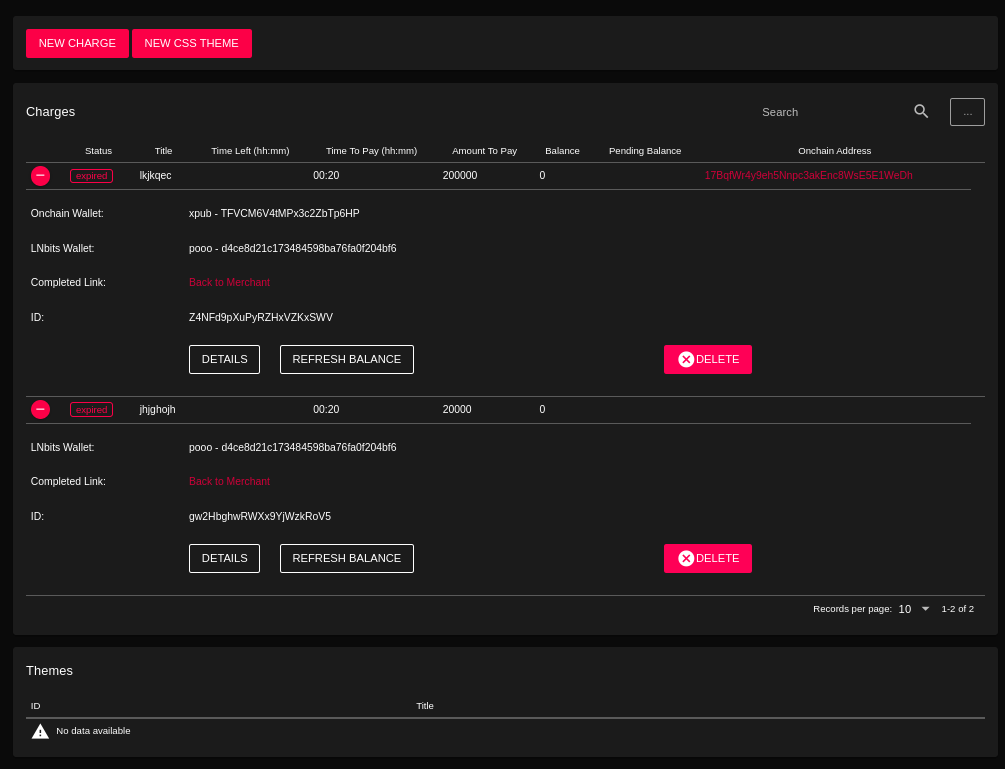 NEW CHARGE NEW CSS THEME
Charges Search ...
Status Title Time Left (hh:mm) Time To Pay (hh:mm) Amount To Pay Balance Pending Balance Onchain Address
expired lkjkqec 00:20 200000 0 17BqfWr4y9eh5Nnpc3akEnc8WsE5E1WeDh
Onchain Wallet: xpub - TFVCM6V4tMPx3c2ZbTp6HP
LNbits Wallet: pooo - d4ce8d21c173484598ba76fa0f204bf6
Completed Link: Back to Merchant
ID: Z4NFd9pXuPyRZHxVZKxSWV
DETAILS REFRESH BALANCE DELETE
expired jhjghojh 00:20 20000 0
LNbits Wallet: pooo - d4ce8d21c173484598ba76fa0f204bf6
Completed Link: Back to Merchant
ID: gw2HbghwRWXx9YjWzkRoV5
DETAILS REFRESH BALANCE DELETE
Records per page: 10 1-2 of 2
Themes
ID Title
No data available